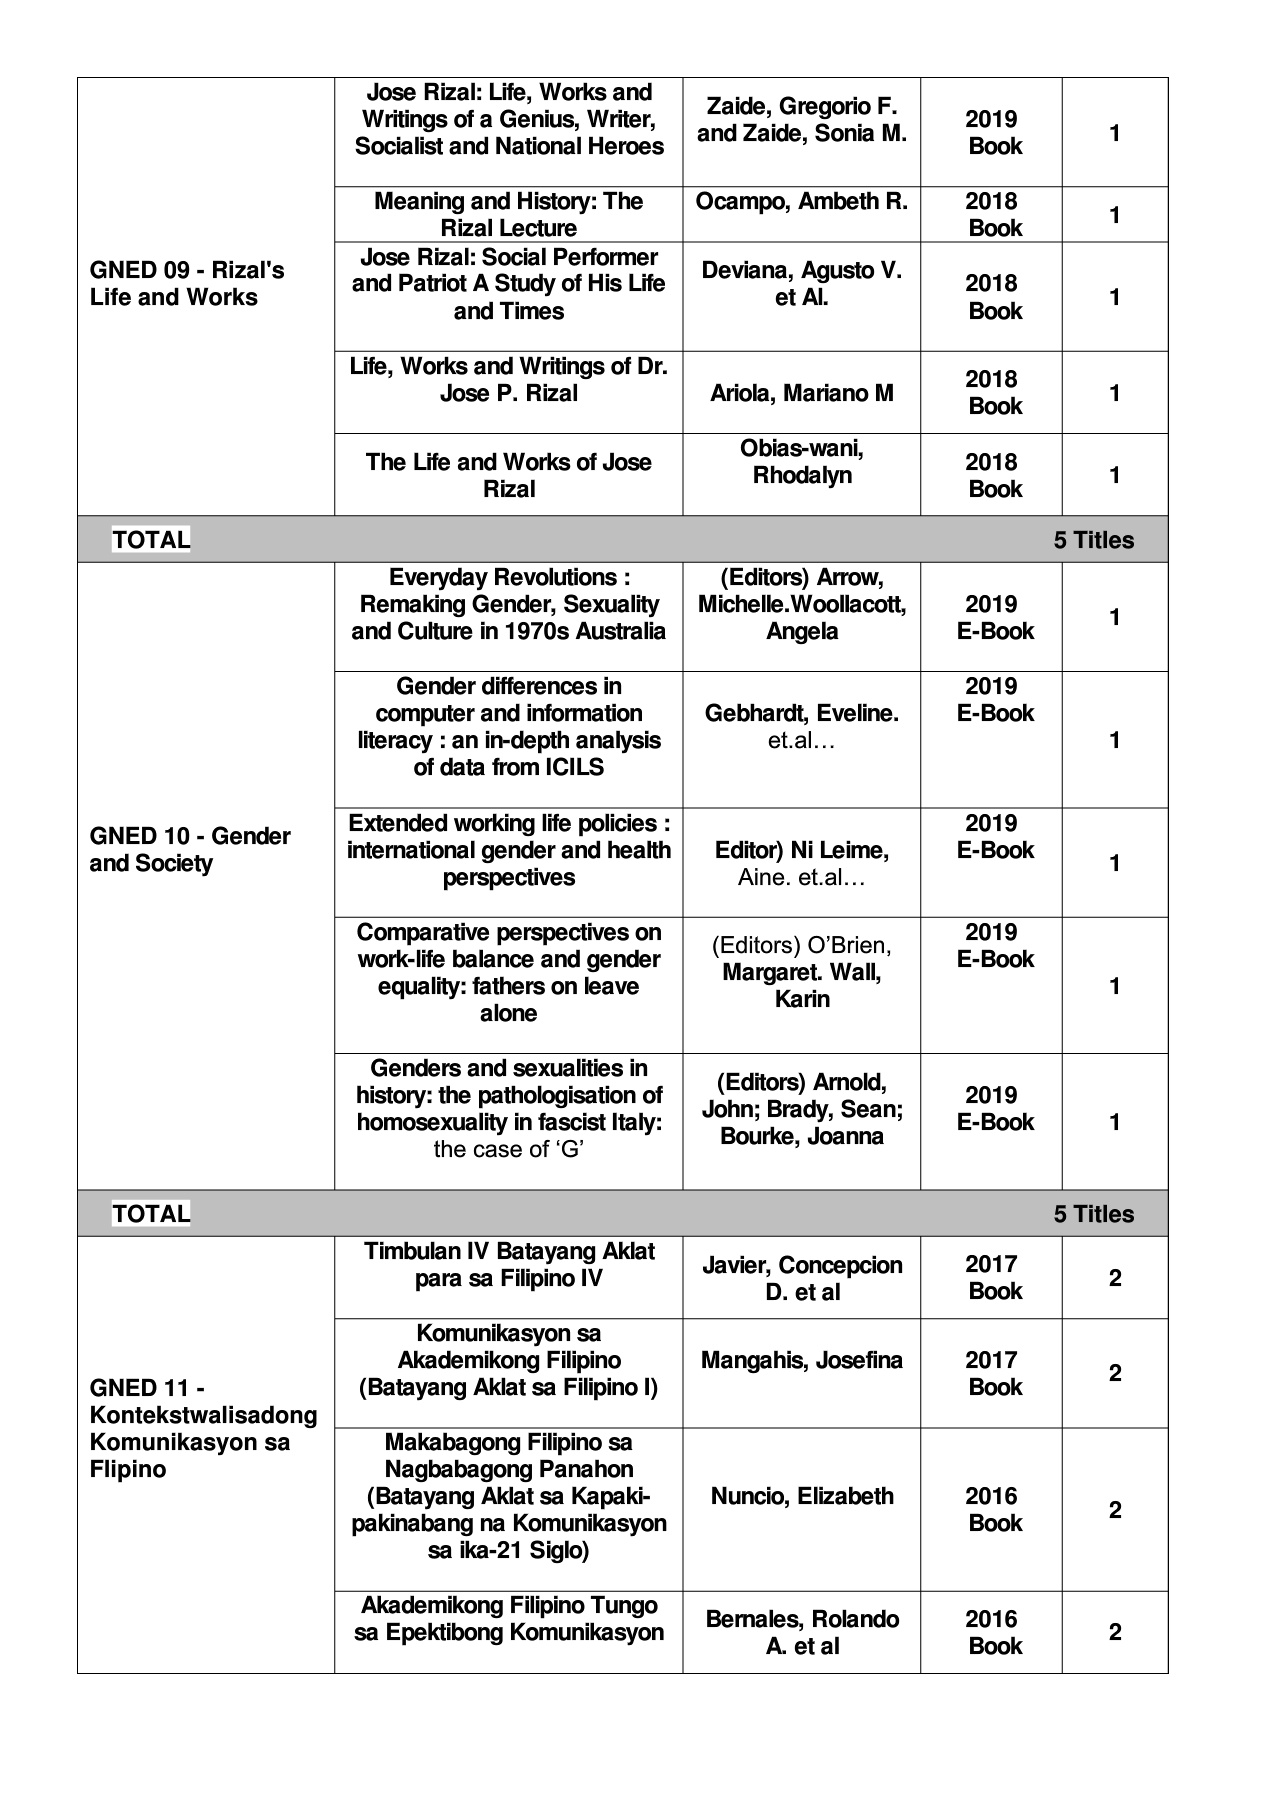 GNED 09 - Rizal's
Life and Works
Jose Rizal: Life, Works and
Writings of a Genius, Writer,
Socialist and National Heroes
Zaide, Gregorio F.
and Zaide, Sonia M.
2019
Book
1
Meaning and History: The
Rizal Lecture
Ocampo, Ambeth R.
2018
Book
1
Jose Rizal: Social Performer
and Patriot A Study of His Life
and Times
Deviana, Agusto V.
et Al.
2018
Book
1
Life, Works and Writings of Dr.
Jose P. Rizal
Ariola, Mariano M
2018
Book
1
The Life and Works of Jose
Rizal
Obias-wani,
Rhodalyn
2018
Book
1
TOTAL 5 Titles
GNED 10 - Gender
and Society
Everyday Revolutions :
Remaking Gender, Sexuality
and Culture in 1970s Australia
(Editors) Arrow,
Michelle.Woollacott,
Angela
2019
E-Book
1
Gender differences in
computer and information
literacy : an in-depth analysis
of data from ICILS
Gebhardt, Eveline.
et.al…
2019
E-Book
1
Extended working life policies :
international gender and health
perspectives
Editor) Ni Leime,
Aine. et.al…
2019
E-Book
1
Comparative perspectives on
work-life balance and gender
equality: fathers on leave
alone
(Editors) O’Brien,
Margaret. Wall,
Karin
2019
E-Book
1
Genders and sexualities in
history: the pathologisation of
homosexuality in fascist Italy:
the case of ‘G’
(Editors) Arnold,
John; Brady, Sean;
Bourke, Joanna
2019
E-Book
1
TOTAL 5 Titles
GNED 11 -
Kontekstwalisadong
Komunikasyon sa
Flipino
Timbulan IV Batayang Aklat
para sa Filipino IV
Javier, Concepcion
D. et al
2017
Book
2
Komunikasyon sa
Akademikong Filipino
(Batayang Aklat sa Filipino I)
Mangahis, Josefina
2017
Book
2
Makabagong Filipino sa
Nagbabagong Panahon
(Batayang Aklat sa Kapaki-
pakinabang na Komunikasyon
sa ika-21 Siglo)
Nuncio, Elizabeth
2016
Book
2
Akademikong Filipino Tungo
sa Epektibong Komunikasyon
Bernales, Rolando
A. et al
2016
Book
2